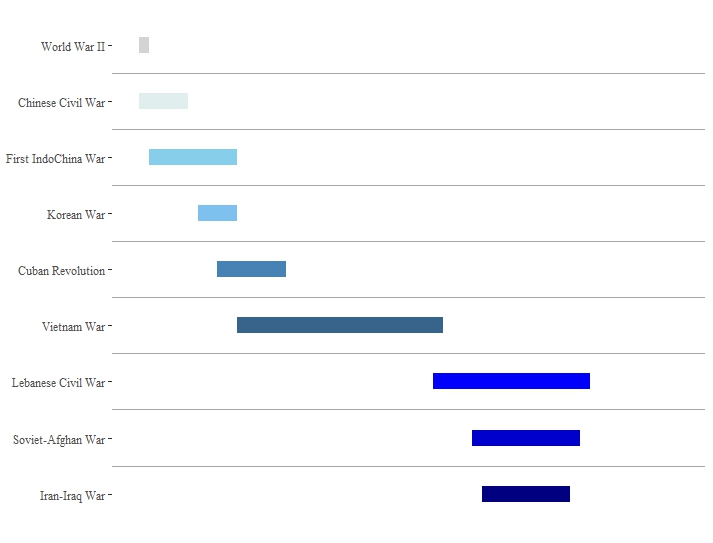 World War II
Chinese Civil War
First IndoChina War
Korean War
Cuban Revolution
Vietnam War
Lebanese Civil War
Soviet-Afghan War
Iran-Iraq War